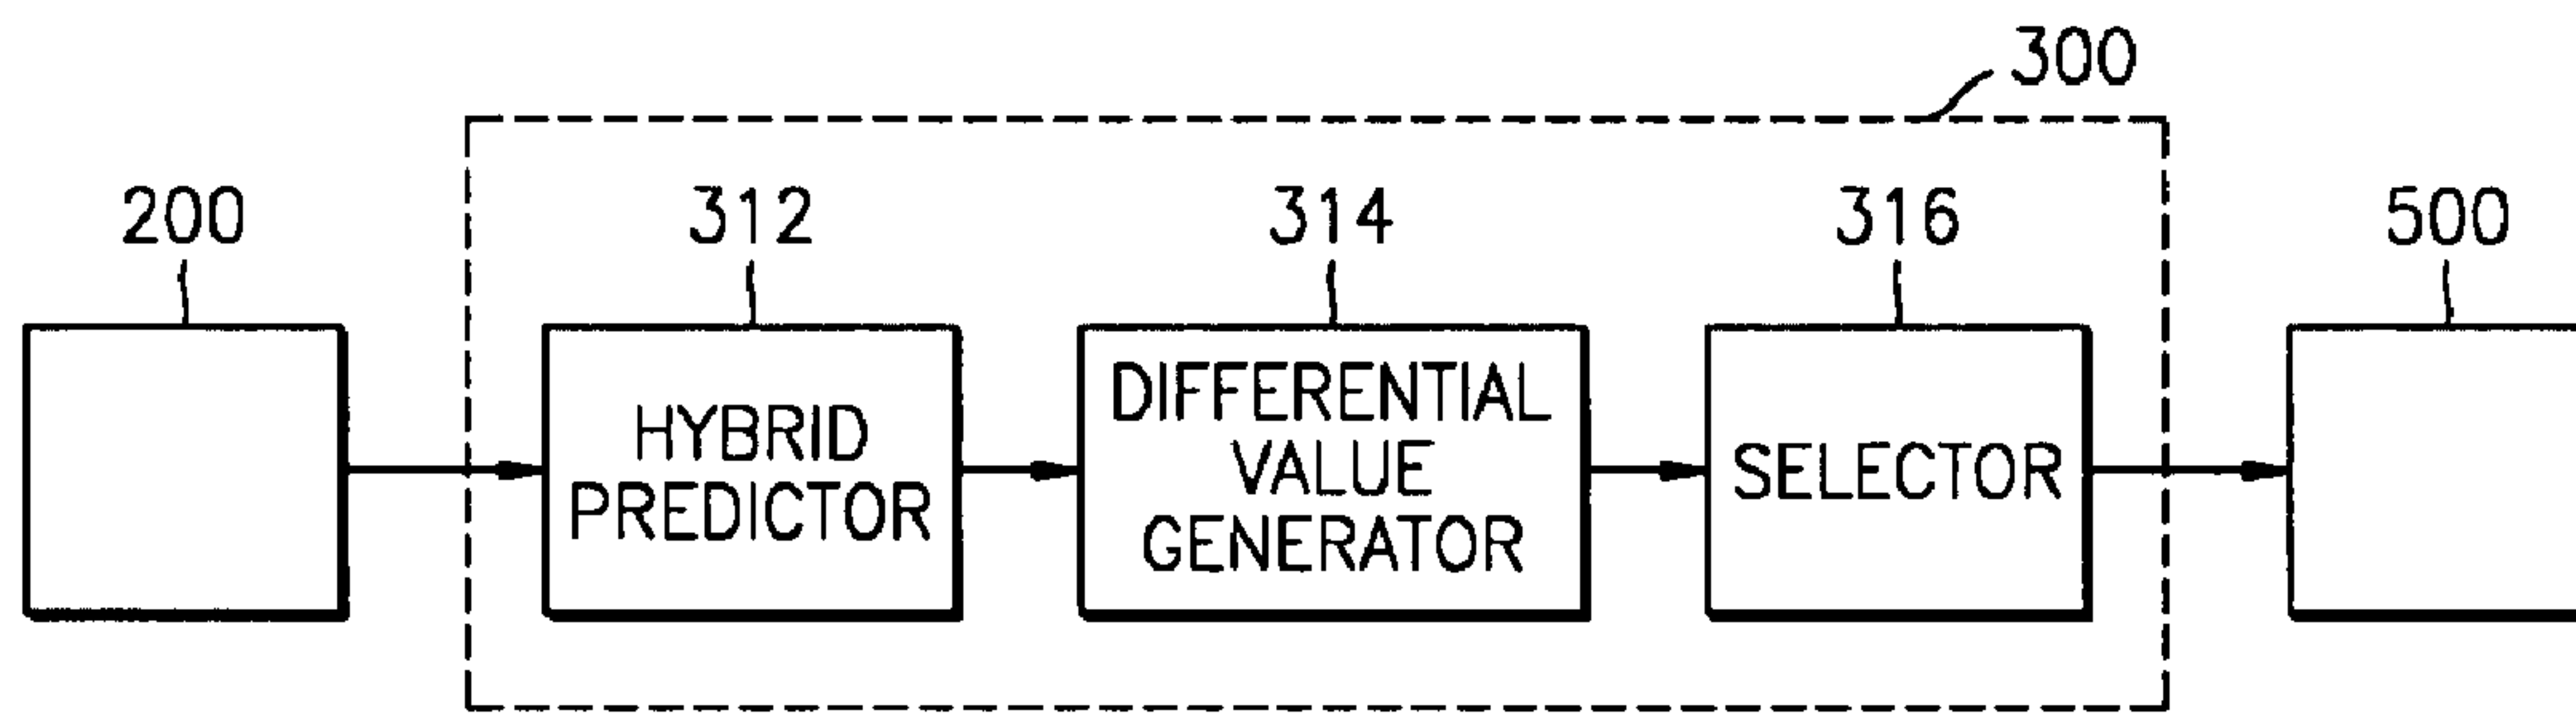 300
200
312
314
316
500
HYBRID
PREDICTOR
DIFFERENTIAL
VALUE
GENERATOR
SELECTOR